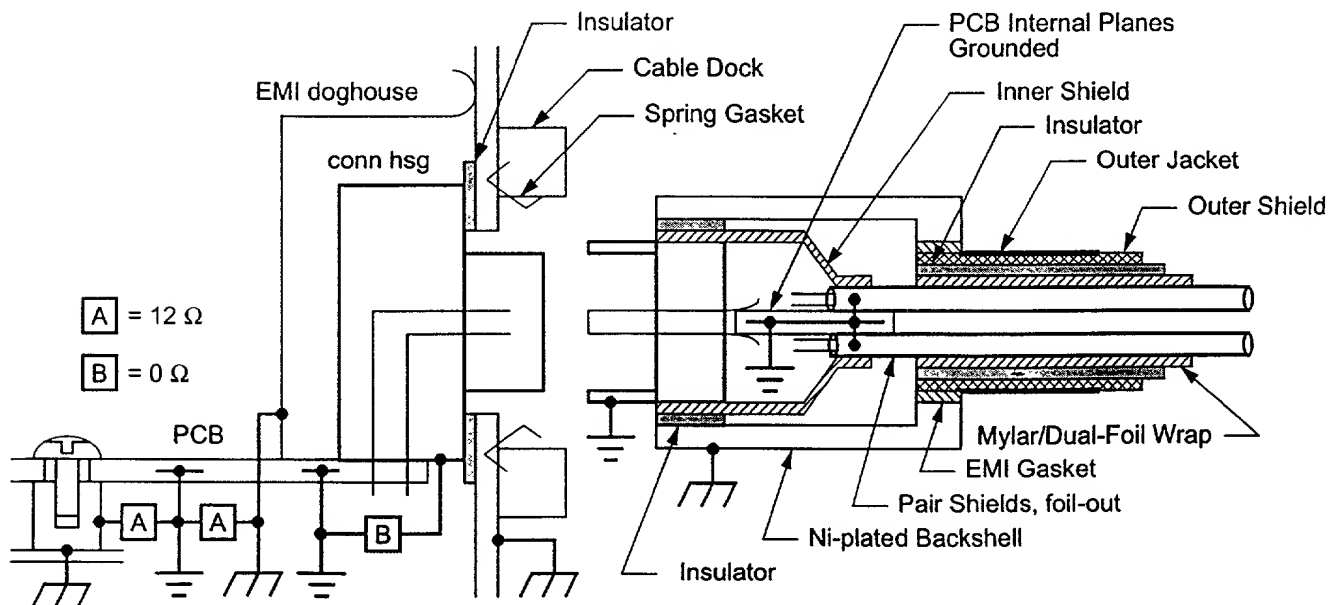 Insulator
PCB Internal Planes
Grounded
Cable Dock
Inner Shield
EMI doghouse
Spring Gasket
Insulator
conn hsg
Outer Jacket
Outer Shield
A = 12 Ω
B = 0 Ω
PCB
Mylar/Dual-Foil Wrap
EMI Gasket
A
A
B
Pair Shields, foil-out
Ni-plated Backshell
Insulator